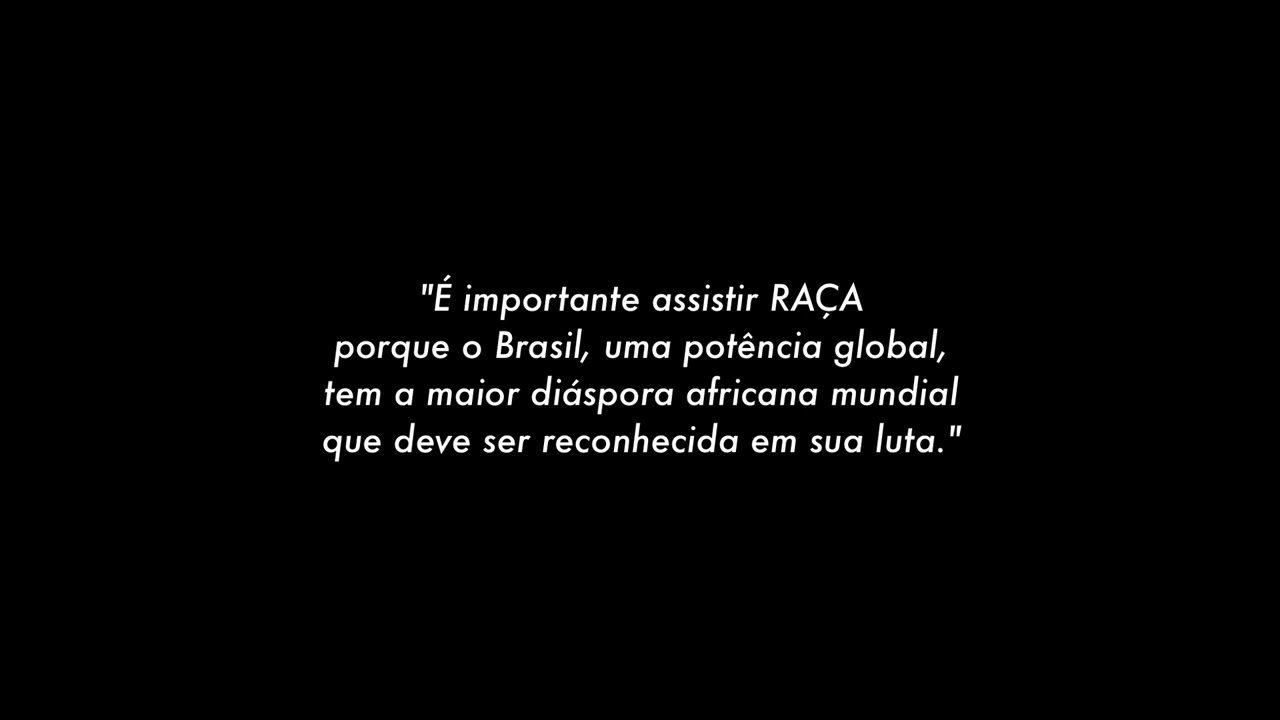 "É importante assistir RAÇA
porque o Brasil, uma potência global,
tem a maior diáspora africana mundial
que deve ser reconhecida em sua luta."